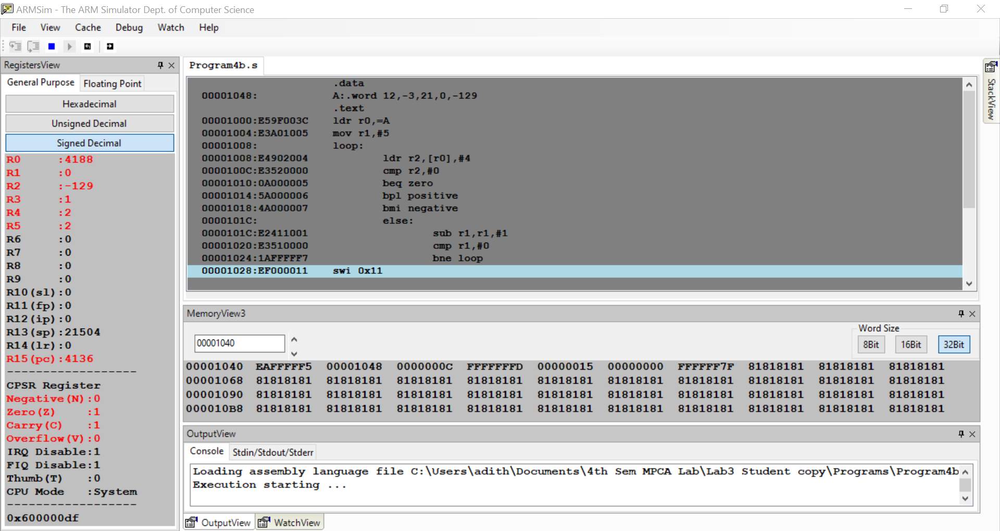 ARMSim - The ARM Simulator Dept. of Computer Science
File View Cache Debug Watch Help
RegistersView
General Purpose Floating Point
Hexadecimal
Unsigned Decimal
Signed Decimal
R0 :4188
R1 :0
R2 :-129
R3 :1
R4 :2
R5 :2
R6 :0
R7 :0
R8 :0
R9 :0
R10(sl):0
R11(fp):0
R12(ip):0
R13(sp):21504
R14(lr):0
R15(pc):4136
-------------------
CPSR Register
Negative(N):0
Zero(Z) :1
Carry(C) :1
Overflow(V):0
IRQ Disable:1
FIQ Disable:1
Thumb(T) :0
CPU Mode :System
-------------------
0x600000df
Program4b.s
.data
00001048: A:.word 12,-3,21,0,-129
.text
00001000:E59F003C ldr r0,=A
00001004:E3A01005 mov r1,#5
00001008: loop:
00001008:E4902004 ldr r2,[r0],#4
0000100C:E3520000 cmp r2,#0
00001010:0A000005 beq zero
00001014:5A000006 bpl positive
00001018:4A000007 bmi negative
0000101C: else:
0000101C:E2411001 sub r1,r1,#1
00001020:E3510000 cmp r1,#0
00001024:1AFFFFF7 bne loop
00001028:EF000011 swi 0x11
StackView
MemoryView3
00001040
Word Size
8Bit 16Bit 32Bit
00001040 EAFFFFF5 00001048 0000000C FFFFFFFD 00000015 00000000 FFFFFF7F 81818181 81818181 81818181
00001068 81818181 81818181 81818181 81818181 81818181 81818181 81818181 81818181 81818181 81818181
00001090 81818181 81818181 81818181 81818181 81818181 81818181 81818181 81818181 81818181 81818181
000010B8 81818181 81818181 81818181 81818181 81818181 81818181 81818181 81818181 81818181 81818181
OutputView
Console Stdin/Stdout/Stderr
Loading assembly language file C:\Users\adith\Documents\4th Sem MPCA Lab\Lab3 Student copy\Programs\Program4b
Execution starting ...
OutputView WatchView